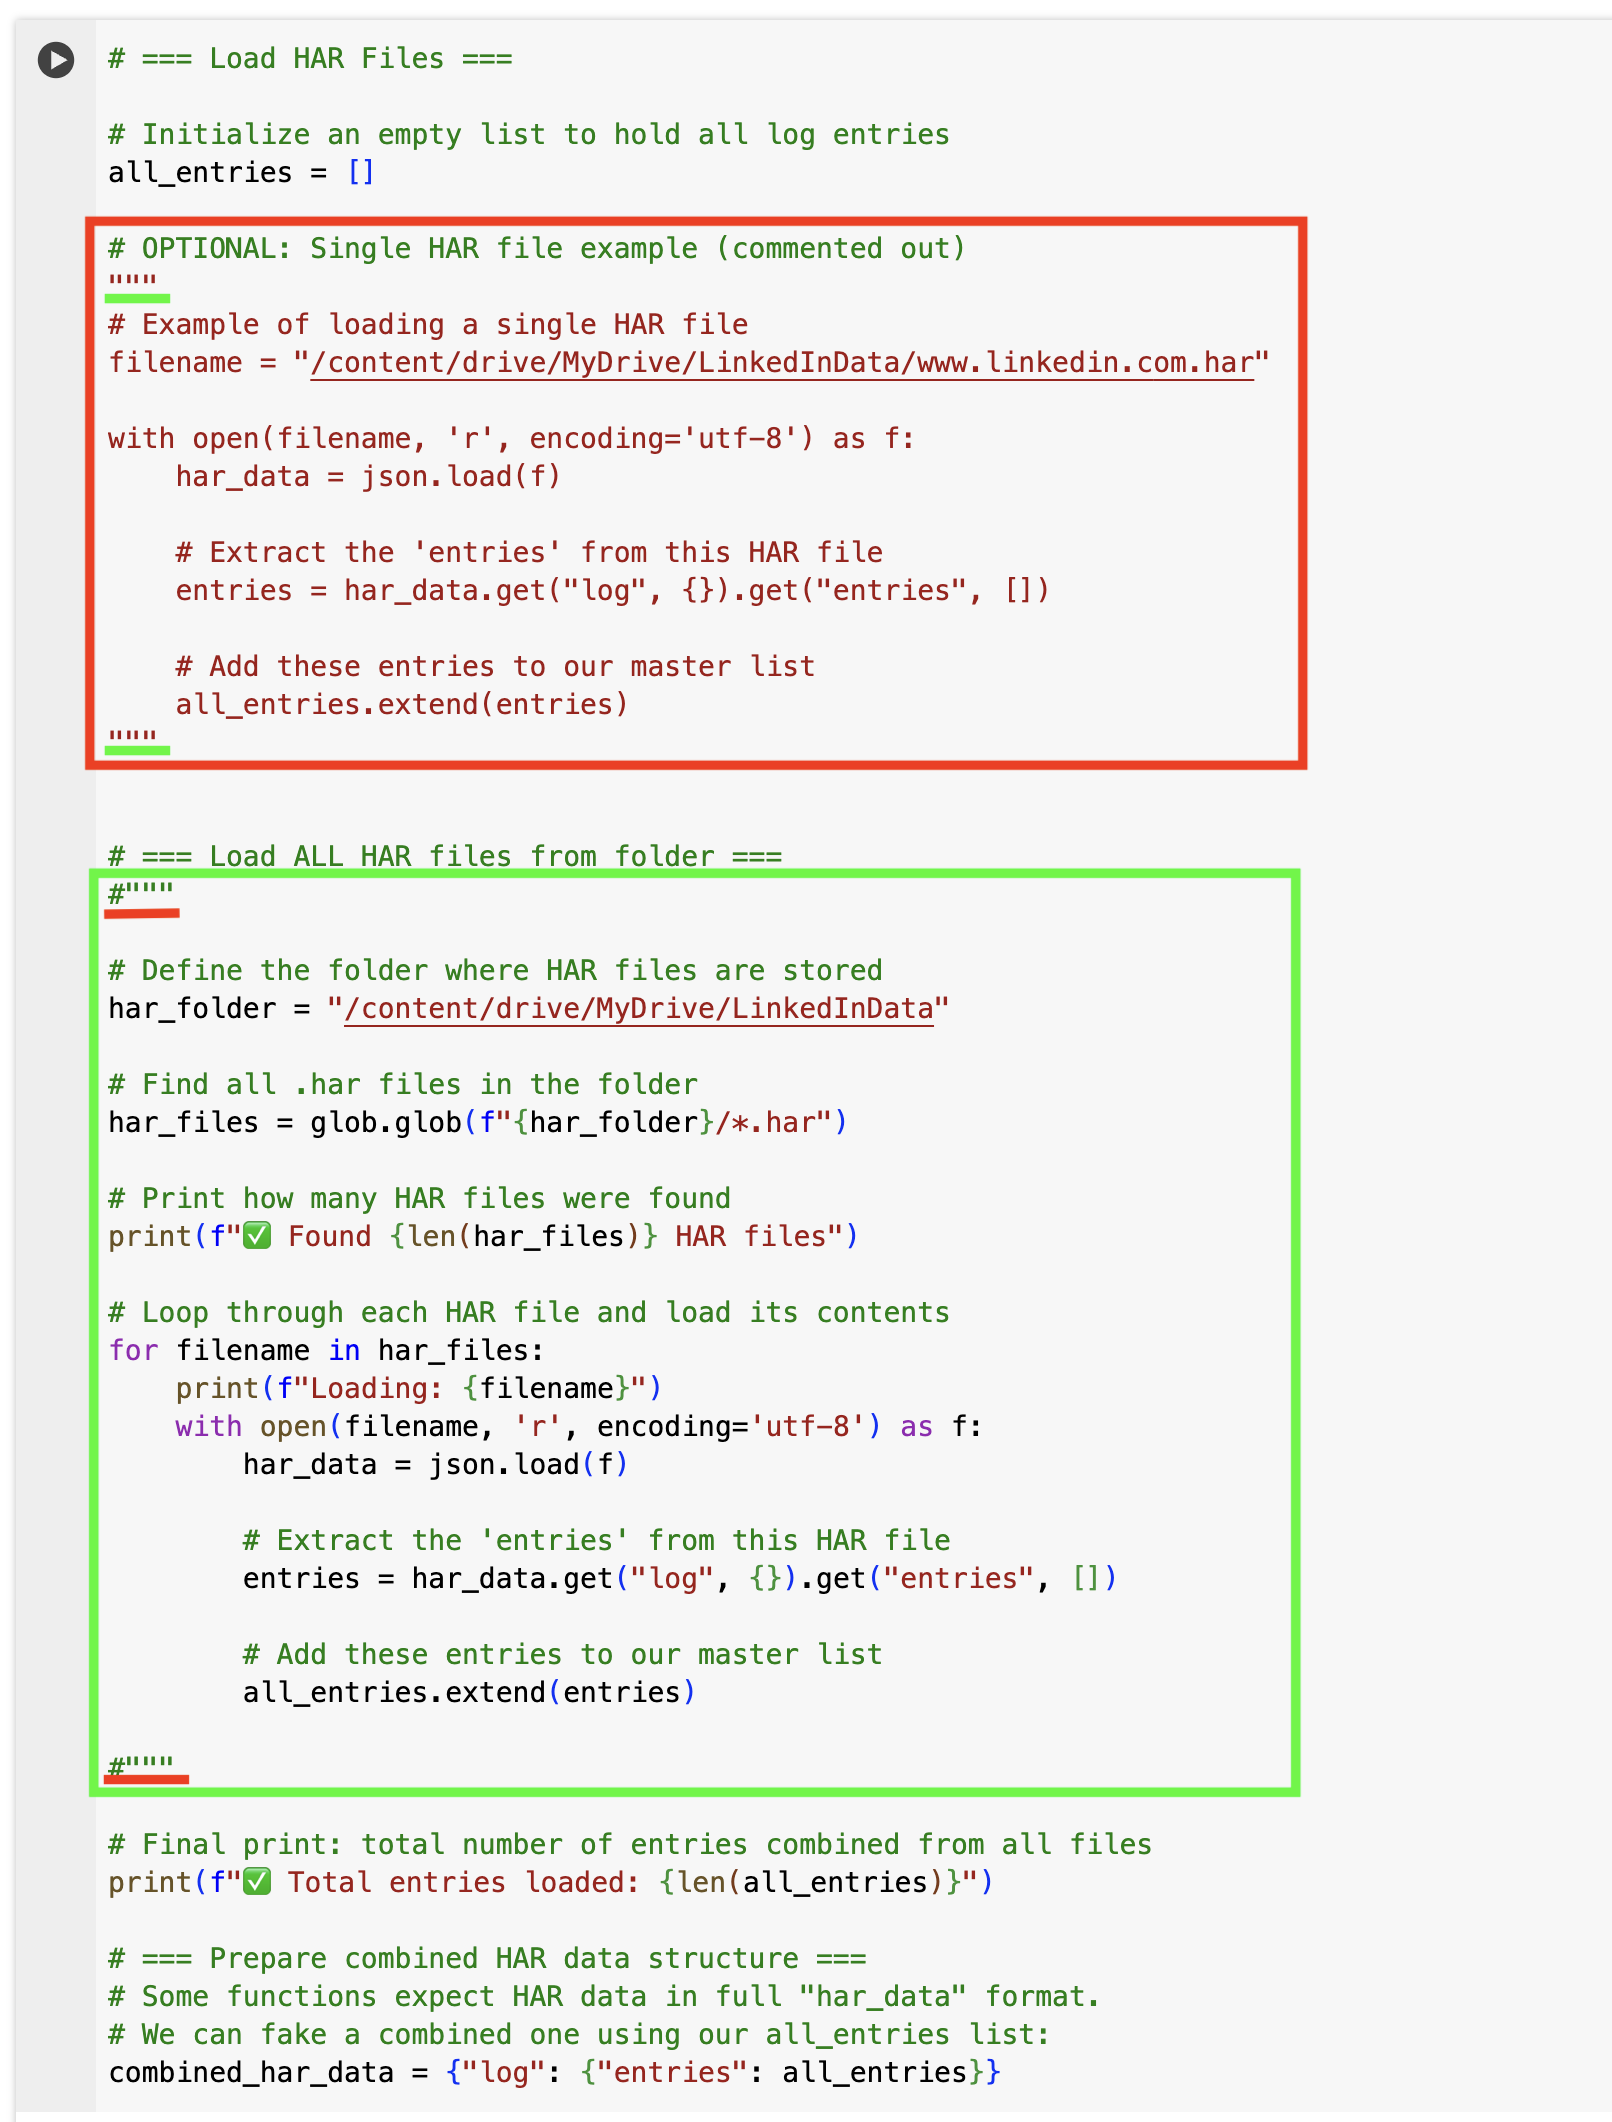 # === Load HAR Files ===
# Initialize an empty list to hold all log entries
all_entries = []
# OPTIONAL: Single HAR file example (commented out)
"""
# Example of loading a single HAR file
filename = "/content/drive/MyDrive/LinkedInData/www.linkedin.com.har"
with open(filename, 'r', encoding='utf-8') as f:
    har_data = json.load(f)
    # Extract the 'entries' from this HAR file
    entries = har_data.get("log", {}).get("entries", [])
    # Add these entries to our master list
    all_entries.extend(entries)
"""
# === Load ALL HAR files from folder ===
#"""
# Define the folder where HAR files are stored
har_folder = "/content/drive/MyDrive/LinkedInData"
# Find all .har files in the folder
har_files = glob.glob(f"{har_folder}/*.har")
# Print how many HAR files were found
print(f"✅ Found {len(har_files)} HAR files")
# Loop through each HAR file and load its contents
for filename in har_files:
    print(f"Loading: {filename}")
    with open(filename, 'r', encoding='utf-8') as f:
        har_data = json.load(f)
        # Extract the 'entries' from this HAR file
        entries = har_data.get("log", {}).get("entries", [])
        # Add these entries to our master list
        all_entries.extend(entries)
#"""
# Final print: total number of entries combined from all files
print(f"✅ Total entries loaded: {len(all_entries)}")
# === Prepare combined HAR data structure ===
# Some functions expect HAR data in full "har_data" format.
# We can fake a combined one using our all_entries list:
combined_har_data = {"log": {"entries": all_entries}}